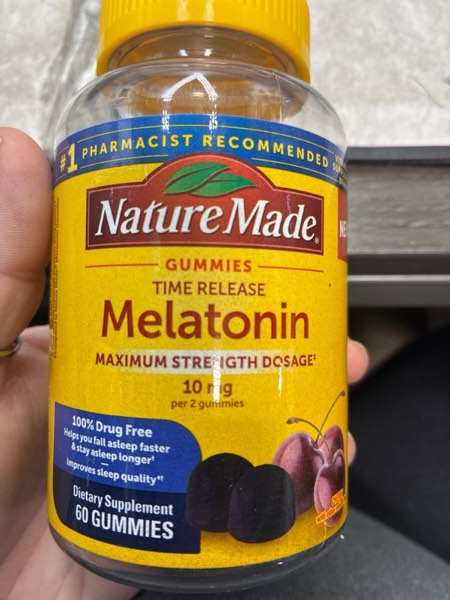 #1 PHARMACIST RECOMMENDED
Nature Made®
NE
GUMMIES
TIME RELEASE
Melatonin
MAXIMUM STRENGTH DOSAGE‡
10 mg
per 2 gummies
100% Drug Free
Helps you fall asleep faster
& stay asleep longer†
Improves sleep quality*†
Dietary Supplement
60 GUMMIES